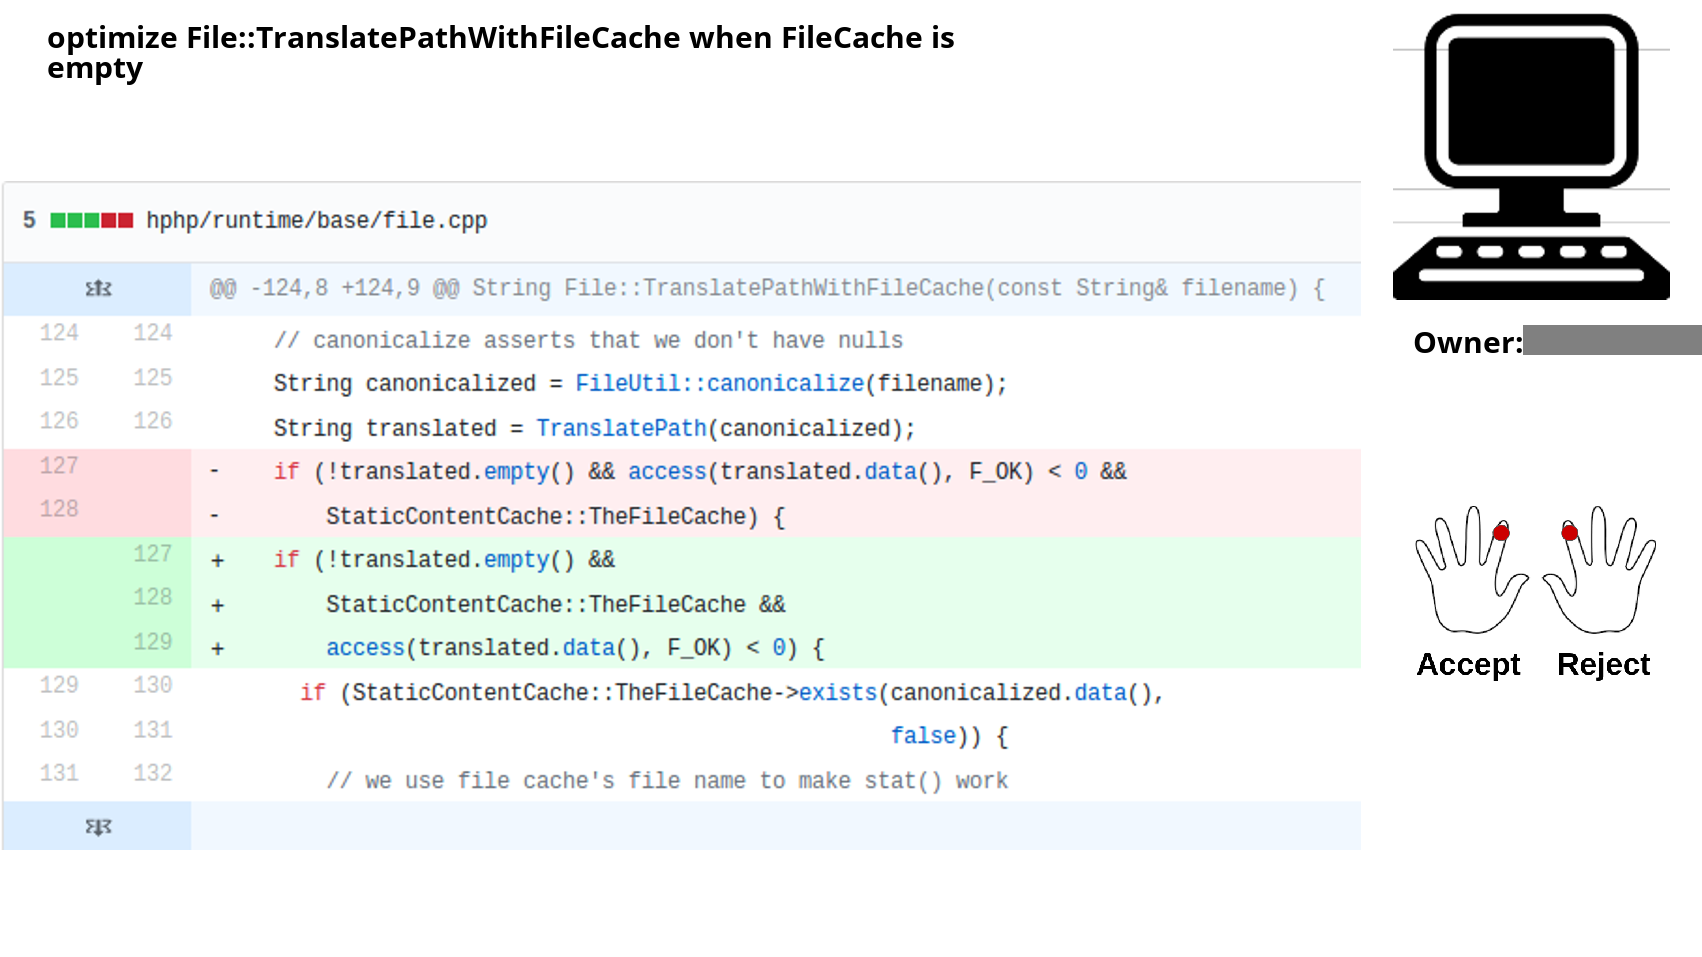 optimize File::TranslatePathWithFileCache when FileCache is
empty
5 hphp/runtime/base/file.cpp
@@ -124,8 +124,9 @@ String File::TranslatePathWithFileCache(const String& filename) {
124 124 // canonicalize asserts that we don't have nulls
125 125 String canonicalized = FileUtil::canonicalize(filename);
126 126 String translated = TranslatePath(canonicalized);
127 - if (!translated.empty() && access(translated.data(), F_OK) < 0 &&
128 - StaticContentCache::TheFileCache) {
127 + if (!translated.empty() &&
128 + StaticContentCache::TheFileCache &&
129 + access(translated.data(), F_OK) < 0) {
129 130 if (StaticContentCache::TheFileCache->exists(canonicalized.data(),
130 131 false)) {
131 132 // we use file cache's file name to make stat() work
Owner:
Accept Reject